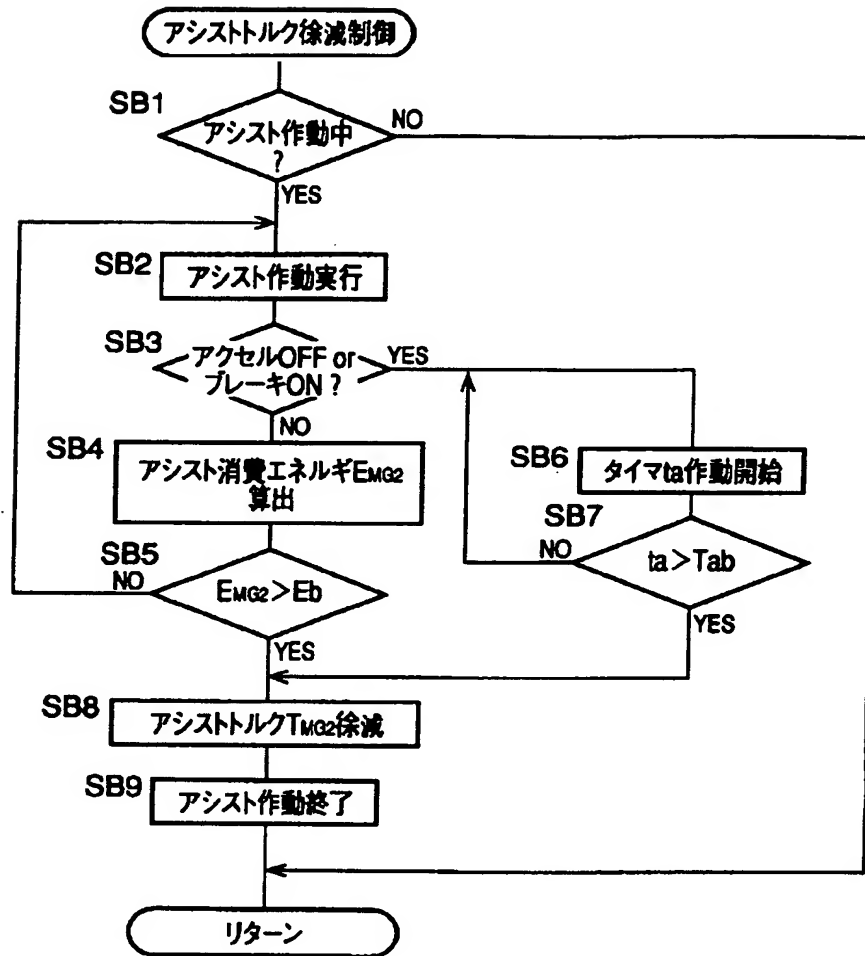 アシストトルク徐減制御
SB1
アシスト作動中
?
NO
YES
SB2
アシスト作動実行
SB3
アクセルOFF or
ブレーキON ?
YES
NO
SB4
アシスト消費エネルギEMG2
算出
SB5
NO
EMG2>Eb
YES
SB6
タイマta作動開始
SB7
NO
ta>Tab
YES
SB8
アシストトルクTMG2徐減
SB9
アシスト作動終了
リターン